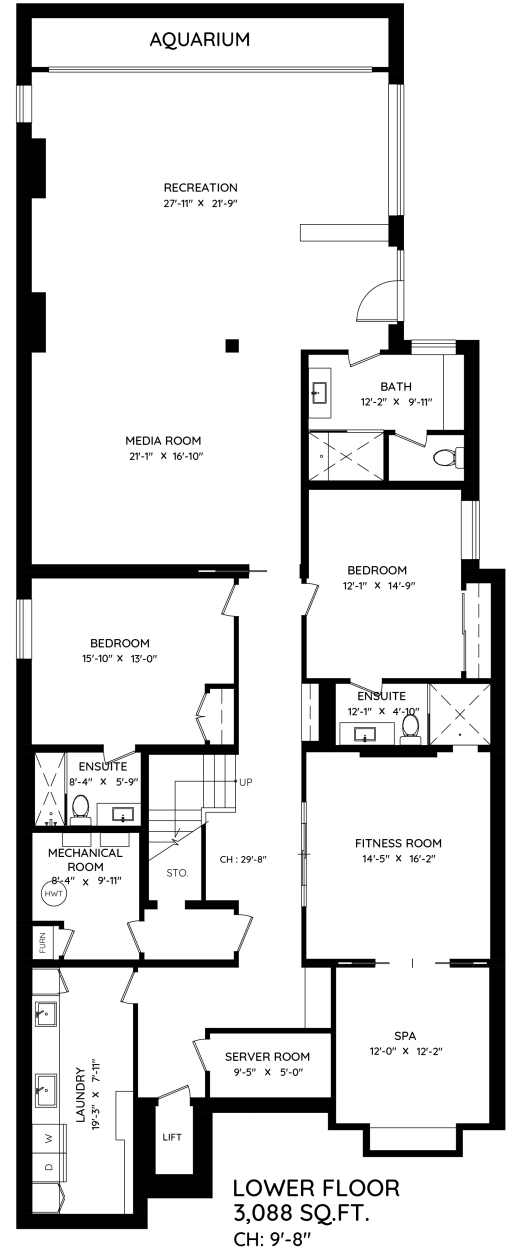 AQUARIUM
RECREATION
27'-11" X 21'-9"
BATH
12'-2" X 9'-11"
MEDIA ROOM
21'-1" X 16'-10"
BEDROOM
12'-1" X 14'-9"
BEDROOM
15'-10" X 13'-0"
ENSUITE
12'-1" X 4'-10"
ENSUITE
8'-4" X 5'-9"
UP
MECHANICAL
ROOM
8'-4" X 9'-11"
HWT
FURN
STO.
CH : 29'-8"
FITNESS ROOM
14'-5" X 16'-2"
SPA
12'-0" X 12'-2"
SERVER ROOM
9'-5" X 5'-0"
LAUNDRY
19'-3" X 7'-11"
W
D
LIFT
LOWER FLOOR
3,088 SQ.FT.
CH: 9'-8"